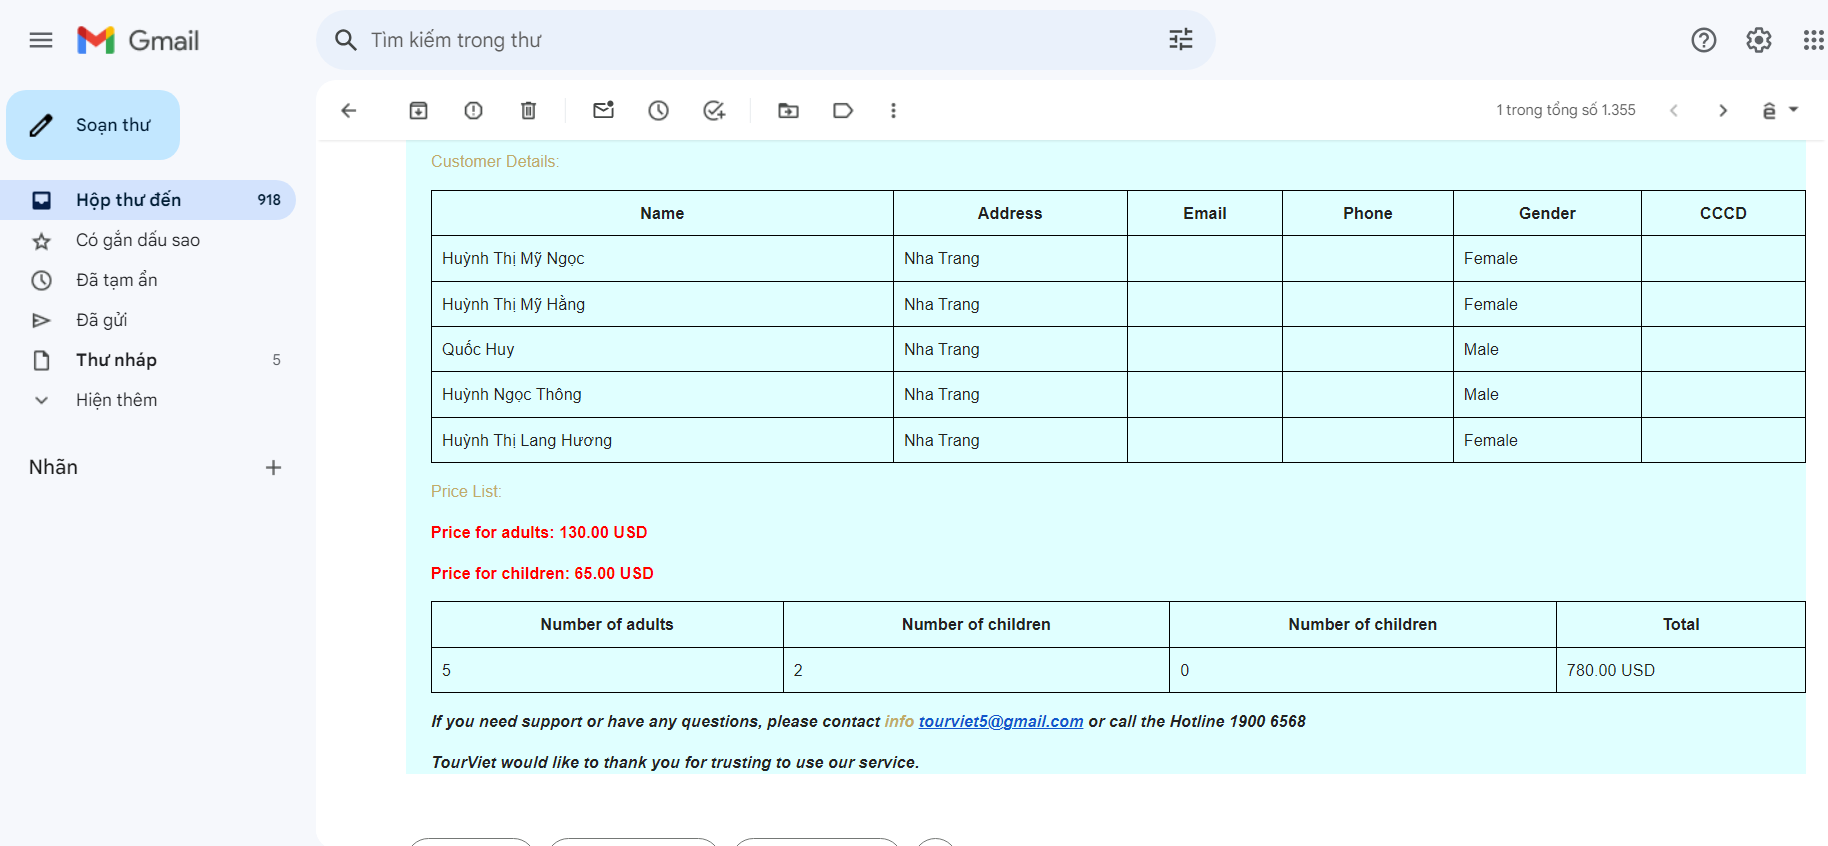 Gmail
Tìm kiếm trong thư
Soạn thư
1 trong tổng số 1.355
Hộp thư đến 918
Có gắn dấu sao
Đã tạm ẩn
Đã gửi
Thư nháp 5
Hiện thêm
Nhãn
Customer Details:
Name Address Email Phone Gender CCCD
Huỳnh Thị Mỹ Ngọc Nha Trang Female
Huỳnh Thị Mỹ Hằng Nha Trang Female
Quốc Huy Nha Trang Male
Huỳnh Ngọc Thông Nha Trang Male
Huỳnh Thị Lang Hương Nha Trang Female
Price List:
Price for adults: 130.00 USD
Price for children: 65.00 USD
Number of adults Number of children Number of children Total
5 2 0 780.00 USD
If you need support or have any questions, please contact info tourviet5@gmail.com or call the Hotline 1900 6568
TourViet would like to thank you for trusting to use our service.